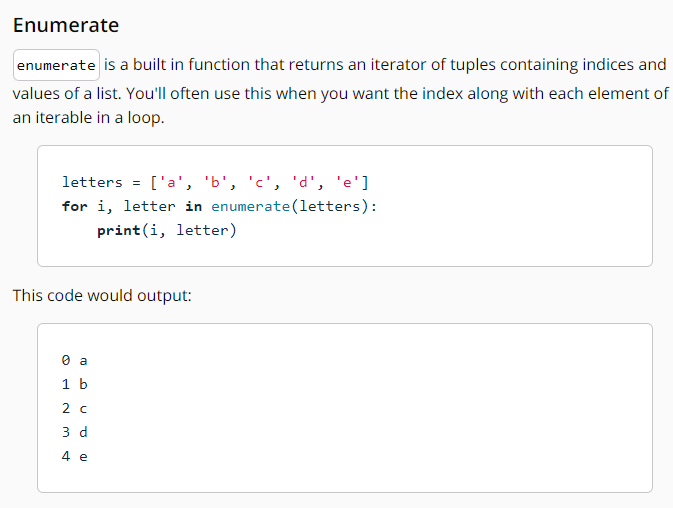 Enumerate
enumerate is a built in function that returns an iterator of tuples containing indices and
values of a list. You'll often use this when you want the index along with each element of
an iterable in a loop.
letters = ['a', 'b', 'c', 'd', 'e']
for i, letter in enumerate(letters):
    print(i, letter)
This code would output:
0 a
1 b
2 c
3 d
4 e